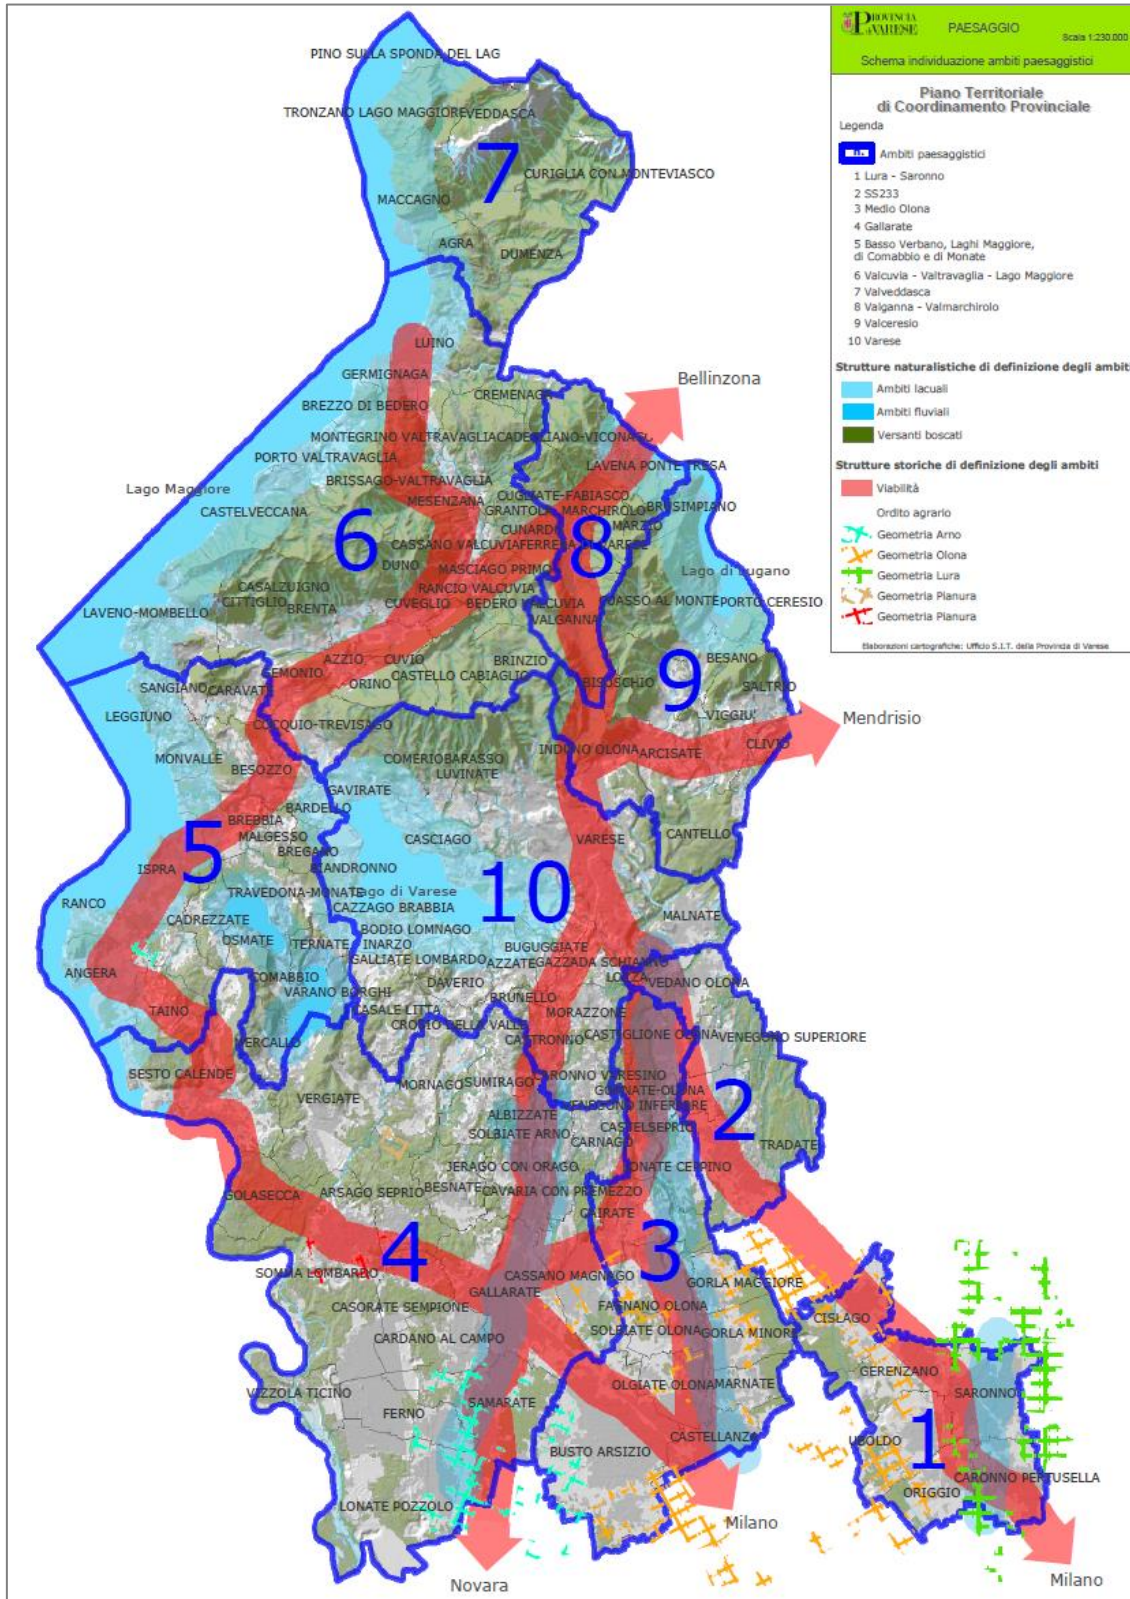 PROVINCIA
di VARESE
PAESAGGIO
Scala 1:230.000
Schema individuazione ambiti paesaggistici
Piano Territoriale
di Coordinamento Provinciale
Legenda
n.
Ambiti paesaggistici
1 Lura - Saronno
2 SS233
3 Medio Olona
4 Gallarate
5 Basso Verbano, Laghi Maggiore,
di Comabbio e di Monate
6 Valcuvia - Valtravaglia - Lago Maggiore
7 Valveddasca
8 Valganna - Valmarchirolo
9 Valceresio
10 Varese
Strutture naturalistiche di definizione degli ambiti
Ambiti lacuali
Ambiti fluviali
Versanti boscati
Strutture storiche di definizione degli ambiti
Viabilità
Ordito agrario
Geometria Arno
Geometria Olona
Geometria Lura
Geometria Pianura
Geometria Pianura
Elaborazioni cartografiche: Ufficio S.I.T. della Provincia di Varese
PINO SULLA SPONDA DEL LAG
TRONZANO LAGO MAGGIORE
VEDDASCA
7
CURIGLIA CON MONTEVIASCO
MACCAGNO
AGRA
DUMENZA
LUINO
GERMIGNAGA
Bellinzona
CREMENAGA
BREZZO DI BEDERO
MONTEGRINO VALTRAVAGLIA
PORTO VALTRAVAGLIA
LAVENA PONTE TRESA
BRISSAGO-VALTRAVAGLIA
Lago Maggiore
MESENZANA
CUGLIATE-FABIASCO
CASTELVECCANA
MARCHIROLO
BRUSIMPIANO
MARZIO
6
8
CASSANO VALCUVIA
DUNO
MASCIAGO PRIMO
Lago di Lugano
CASALZUIGNO
RANCIO VALCUVIA
CITTIGLIO
BRENTA
CUVEGLIO
BEDERO VALCUVIA
PORTO CERESIO
LAVENO-MOMBELLO
VALGANNA
AZZIO
CUVIO
BRINZIO
BESANO
ORINO
CASTELLO CABIAGLIO
BISUSCHIO
9
SALTRIO
SANGIANO
CARAVATE
LEGGIUNO
VIGGIU'
Mendrisio
COCQUIO-TREVISAGO
CLIVIO
INDUNO OLONA
ARCISATE
MONVALLE
COMERIO
BARASSO
LUVINATE
BESOZZO
GAVIRATE
BARDELLO
BREBBIA
MALGESSO
CASCIAGO
VARESE
CANTELLO
BREGANO
5
ISPRA
BIANDRONNO
10
TRAVEDONA-MONATE
Lago di Varese
RANCO
CAZZAGO BRABBIA
CADREZZATE
MALNATE
BODIO LOMNAGO
OSMATE
TERNATE
INARZO
BUGUGGIATE
GALLIATE LOMBARDO
AZZATE
GAZZADA SCHIANNO
ANGERA
COMABBIO
DAVERIO
LOZZA
VEDANO OLONA
VARANO BORGHI
BRUNELLO
TAINO
CASALE LITTA
MORAZZONE
CROSIO DELLA VALLE
CASTRONNO
CASTIGLIONE OLONA
VENEGONO SUPERIORE
MERCALLO
SESTO CALENDE
CARONNO VARESINO
MORNAGO
SUMIRAGO
VERGIATE
2
ALBIZZATE
CASTELSEPRIO
SOLBIATE ARNO
CARNAGO
TRADATE
JERAGO CON ORAGO
BESNATE
CAVARIA CON PREMEZZO
ARSAGO SEPRIO
GOLASECCA
CAIRATE
4
3
SOMMA LOMBARDO
CASSANO MAGNAGO
GORLA MAGGIORE
GALLARATE
CASORATE SEMPIONE
FAGNANO OLONA
CISLAGO
CARDANO AL CAMPO
SOLBIATE OLONA
GORLA MINORE
GERENZANO
OLGIATE OLONA
MARNATE
VIZZOLA TICINO
SAMARATE
SARONNO
FERNO
CASTELLANZA
UBOLDO
BUSTO ARSIZIO
1
CARONNO PERTUSELLA
ORIGGIO
LONATE POZZOLO
Milano
Novara
Milano